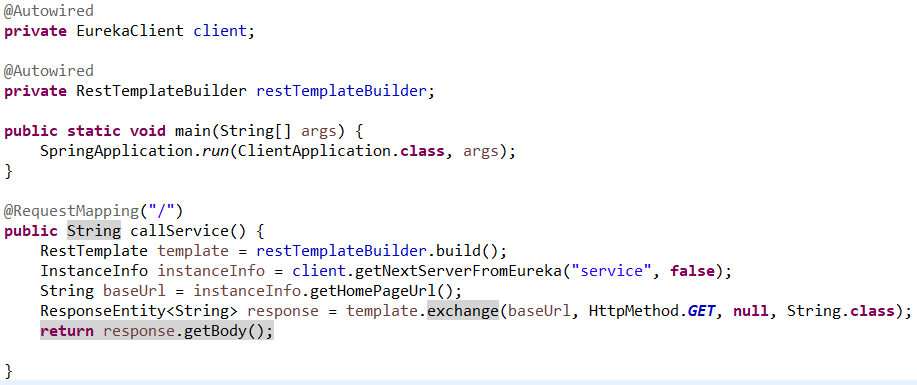 @Autowired
private EurekaClient client;
@Autowired
private RestTemplateBuilder restTemplateBuilder;
public static void main(String[] args) {
SpringApplication.run(ClientApplication.class, args);
}
@RequestMapping("/")
public String callService() {
RestTemplate template = restTemplateBuilder.build();
InstanceInfo instanceInfo = client.getNextServerFromEureka("service", false);
String baseUrl = instanceInfo.getHomePageUrl();
ResponseEntity<String> response = template.exchange(baseUrl, HttpMethod.GET, null, String.class);
return response.getBody();
}